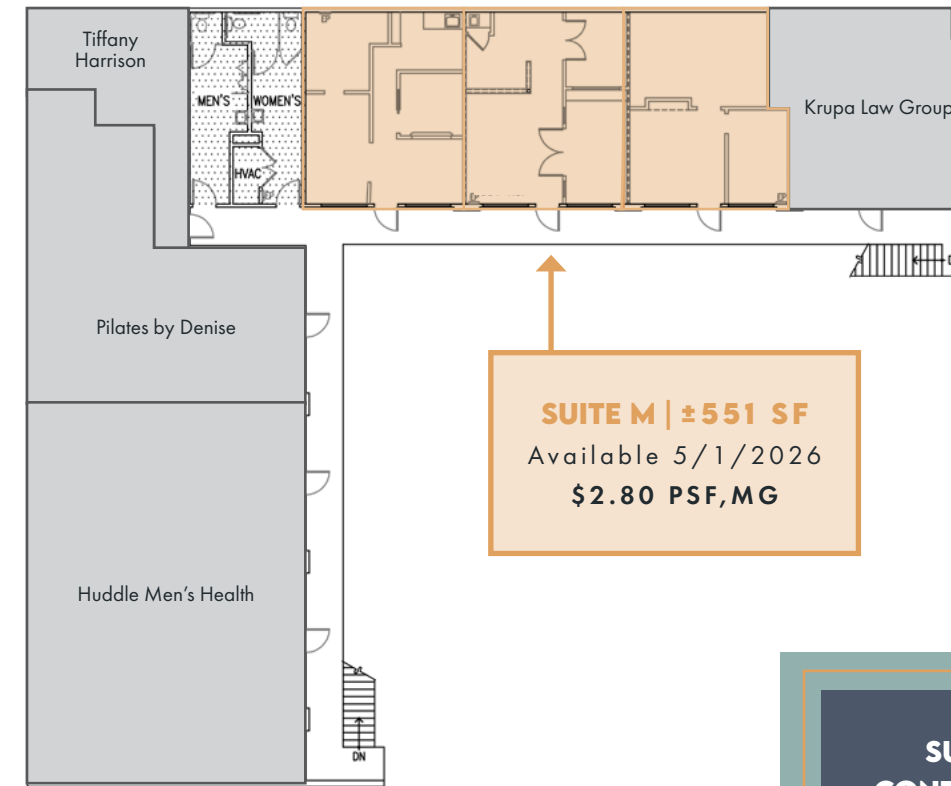 Tiffany
Harrison
MEN'S
WOMEN'S
HVAC
Krupa Law Group
Pilates by Denise
SUITE M | ±551 SF
Available 5/1/2026
$2.80 PSF,MG
Huddle Men's Health
DN